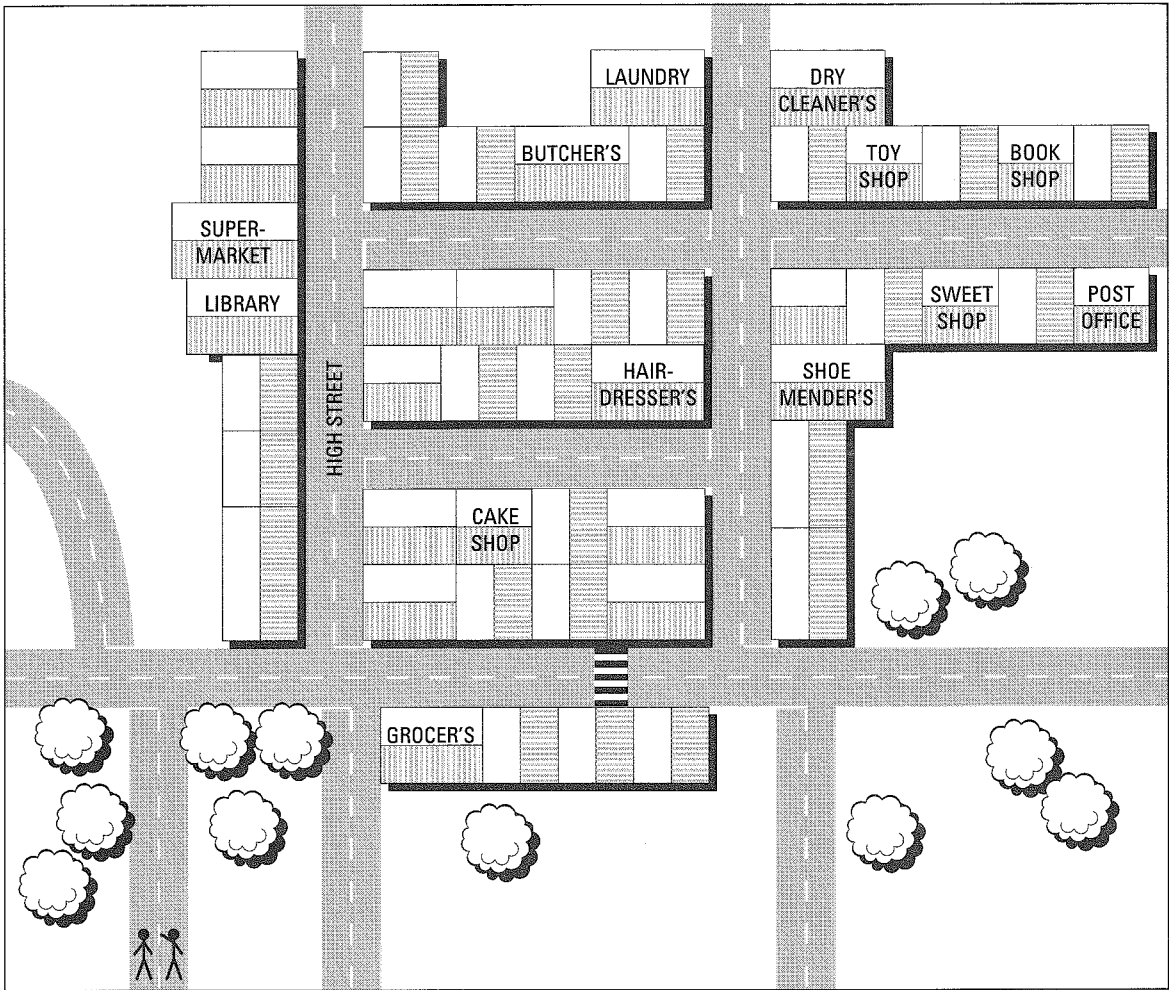 LAUNDRY
DRY
CLEANER'S
BUTCHER'S
TOY
SHOP
BOOK
SHOP
SUPER-
MARKET
LIBRARY
SWEET
SHOP
POST
OFFICE
HIGH STREET
HAIR-
DRESSER'S
SHOE
MENDER'S
CAKE
SHOP
GROCER'S